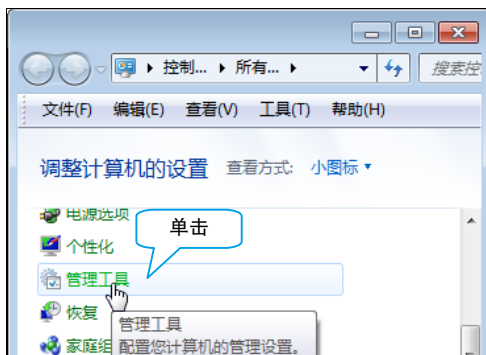 控制... 所有... 搜索控
文件(F) 编辑(E) 查看(V) 工具(T) 帮助(H)
调整计算机的设置 查看方式: 小图标
电源选项
单击
个性化
管理工具
恢复
管理工具
家庭组
配置您计算机的管理设置。